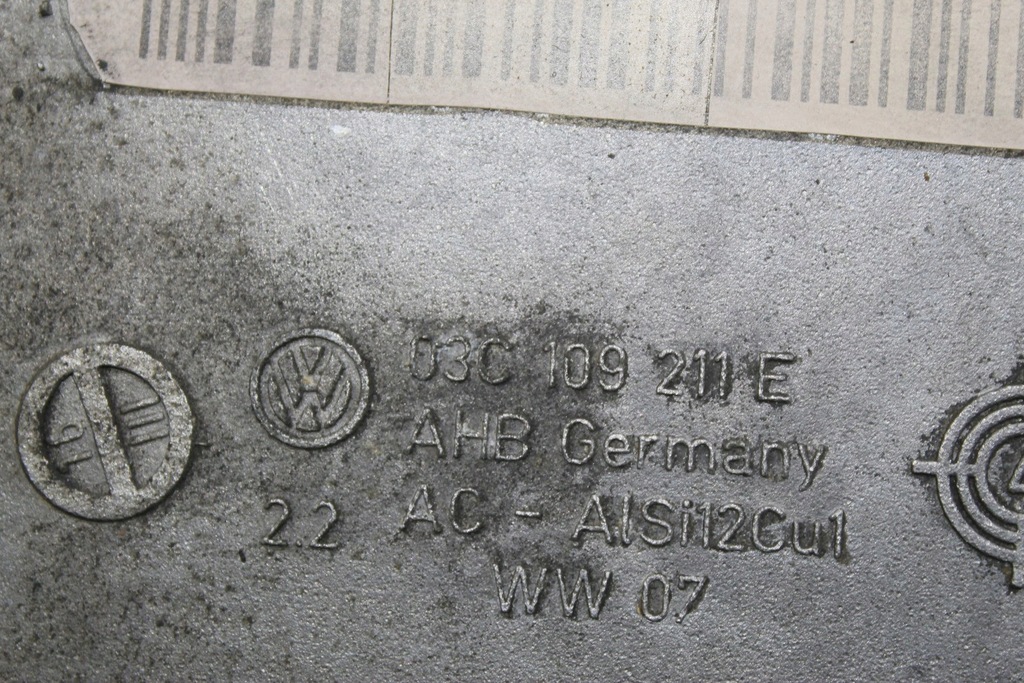 03C 109 211 E
AHB Germany
2.2 AC - AlSi12Cu1
WW 07